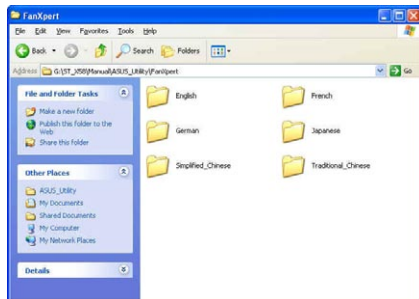 FanXpert
File Edit View Favorites Tools Help
Back Search Folders
Address G:\ST_X58\Manual\ASUS_Utility\FanXpert Go
File and Folder Tasks
Make a new folder
Publish this folder to the
Web
Share this folder
Other Places
ASUS_Utility
My Documents
Shared Documents
My Computer
My Network Places
Details
English French
German Japanese
Simplified_Chinese Traditional_Chinese